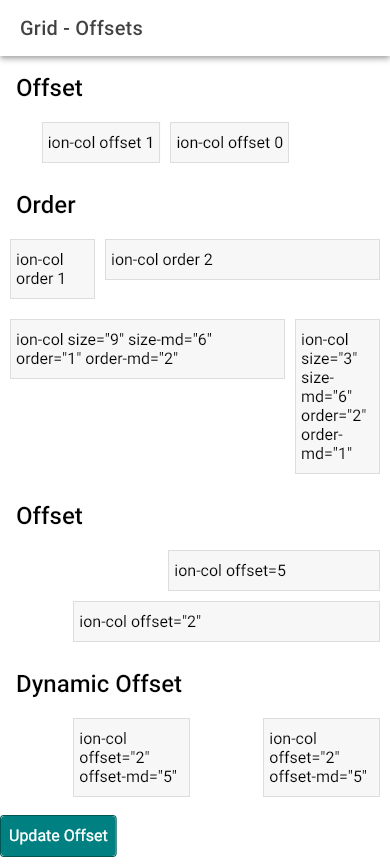 Grid - Offsets
Offset
ion-col offset 1
ion-col offset 0
Order
ion-col
order 1
ion-col order 2
ion-col size="9" size-md="6"
order="1" order-md="2"
ion-col
size="3"
size-
md="6"
order="2"
order-
md="1"
Offset
ion-col offset=5
ion-col offset="2"
Dynamic Offset
ion-col
offset="2"
offset-md="5"
ion-col
offset="2"
offset-md="5"
Update Offset